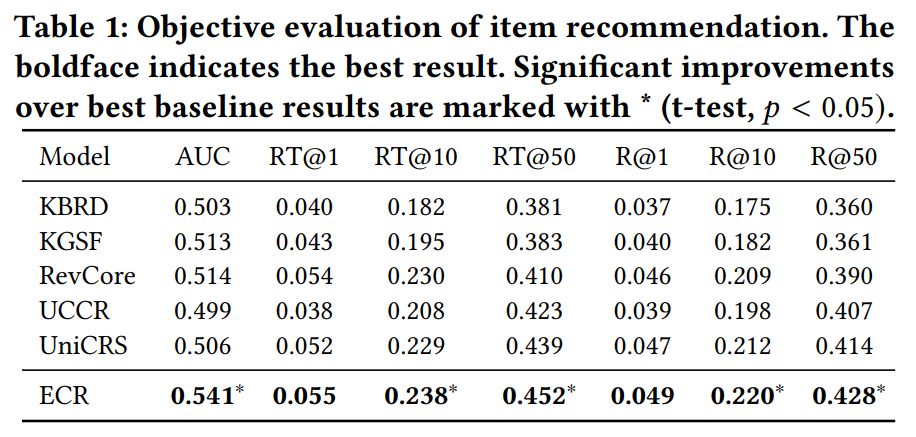 Table 1: Objective evaluation of item recommendation. The
boldface indicates the best result. Significant improvements
over best baseline results are marked with * (t-test, p < 0.05).
Model AUC RT@1 RT@10 RT@50 R@1 R@10 R@50
KBRD 0.503 0.040 0.182 0.381 0.037 0.175 0.360
KGSF 0.513 0.043 0.195 0.383 0.040 0.182 0.361
RevCore 0.514 0.054 0.230 0.410 0.046 0.209 0.390
UCCR 0.499 0.038 0.208 0.423 0.039 0.198 0.407
UniCRS 0.506 0.052 0.229 0.439 0.047 0.212 0.414
ECR 0.541* 0.055 0.238* 0.452* 0.049 0.220* 0.428*